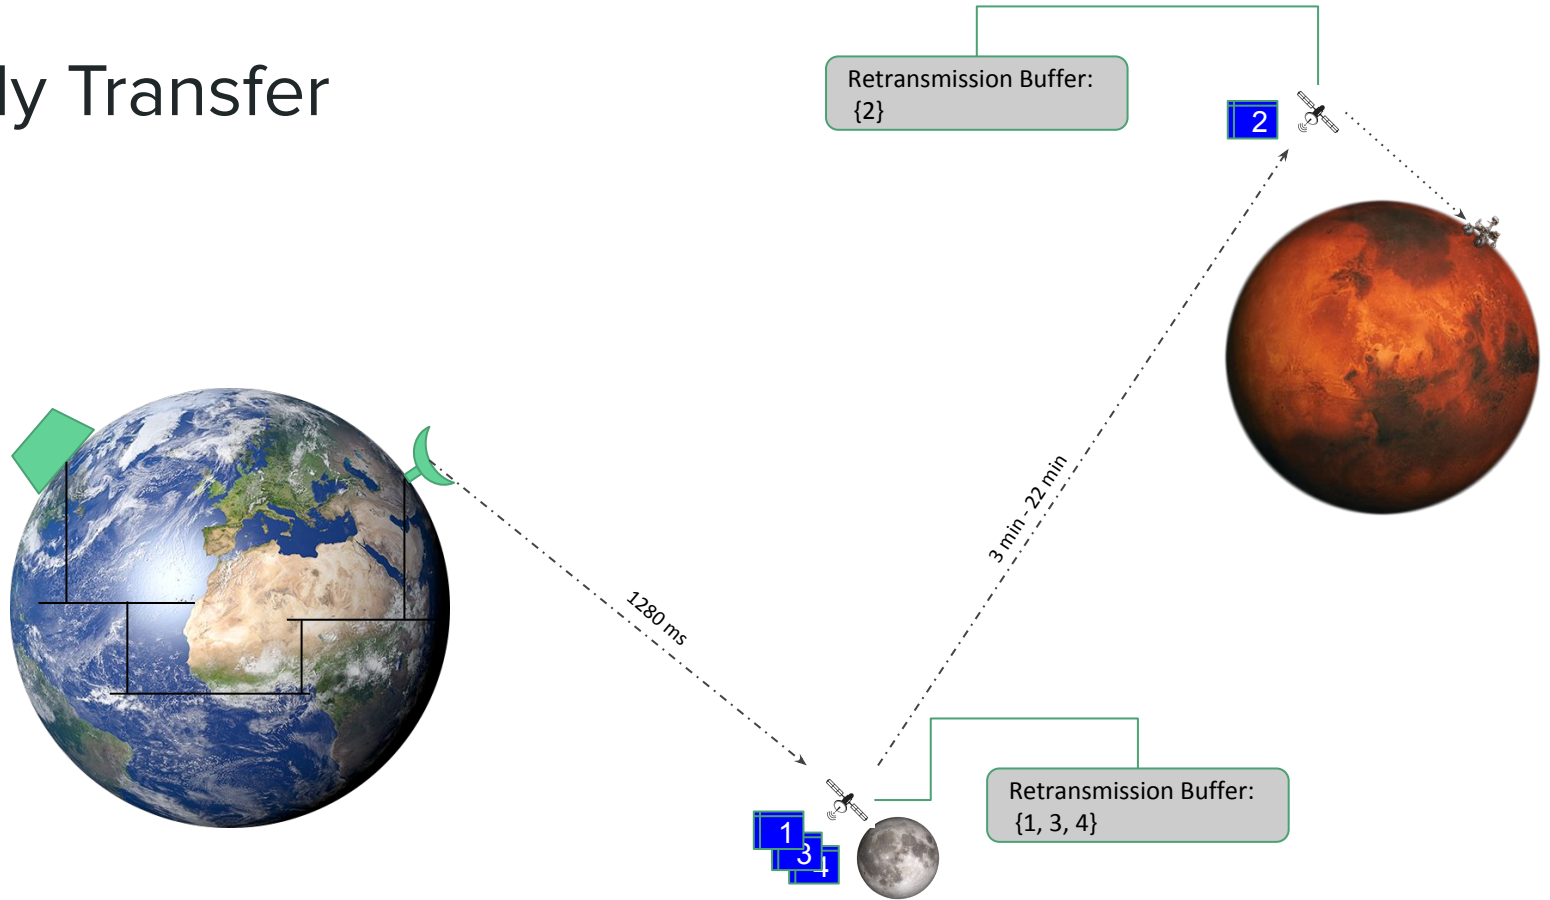 ly Transfer
Retransmission Buffer:
{2}
2
3 min - 22 min
1280 ms
Retransmission Buffer:
{1, 3, 4}
1
3
4